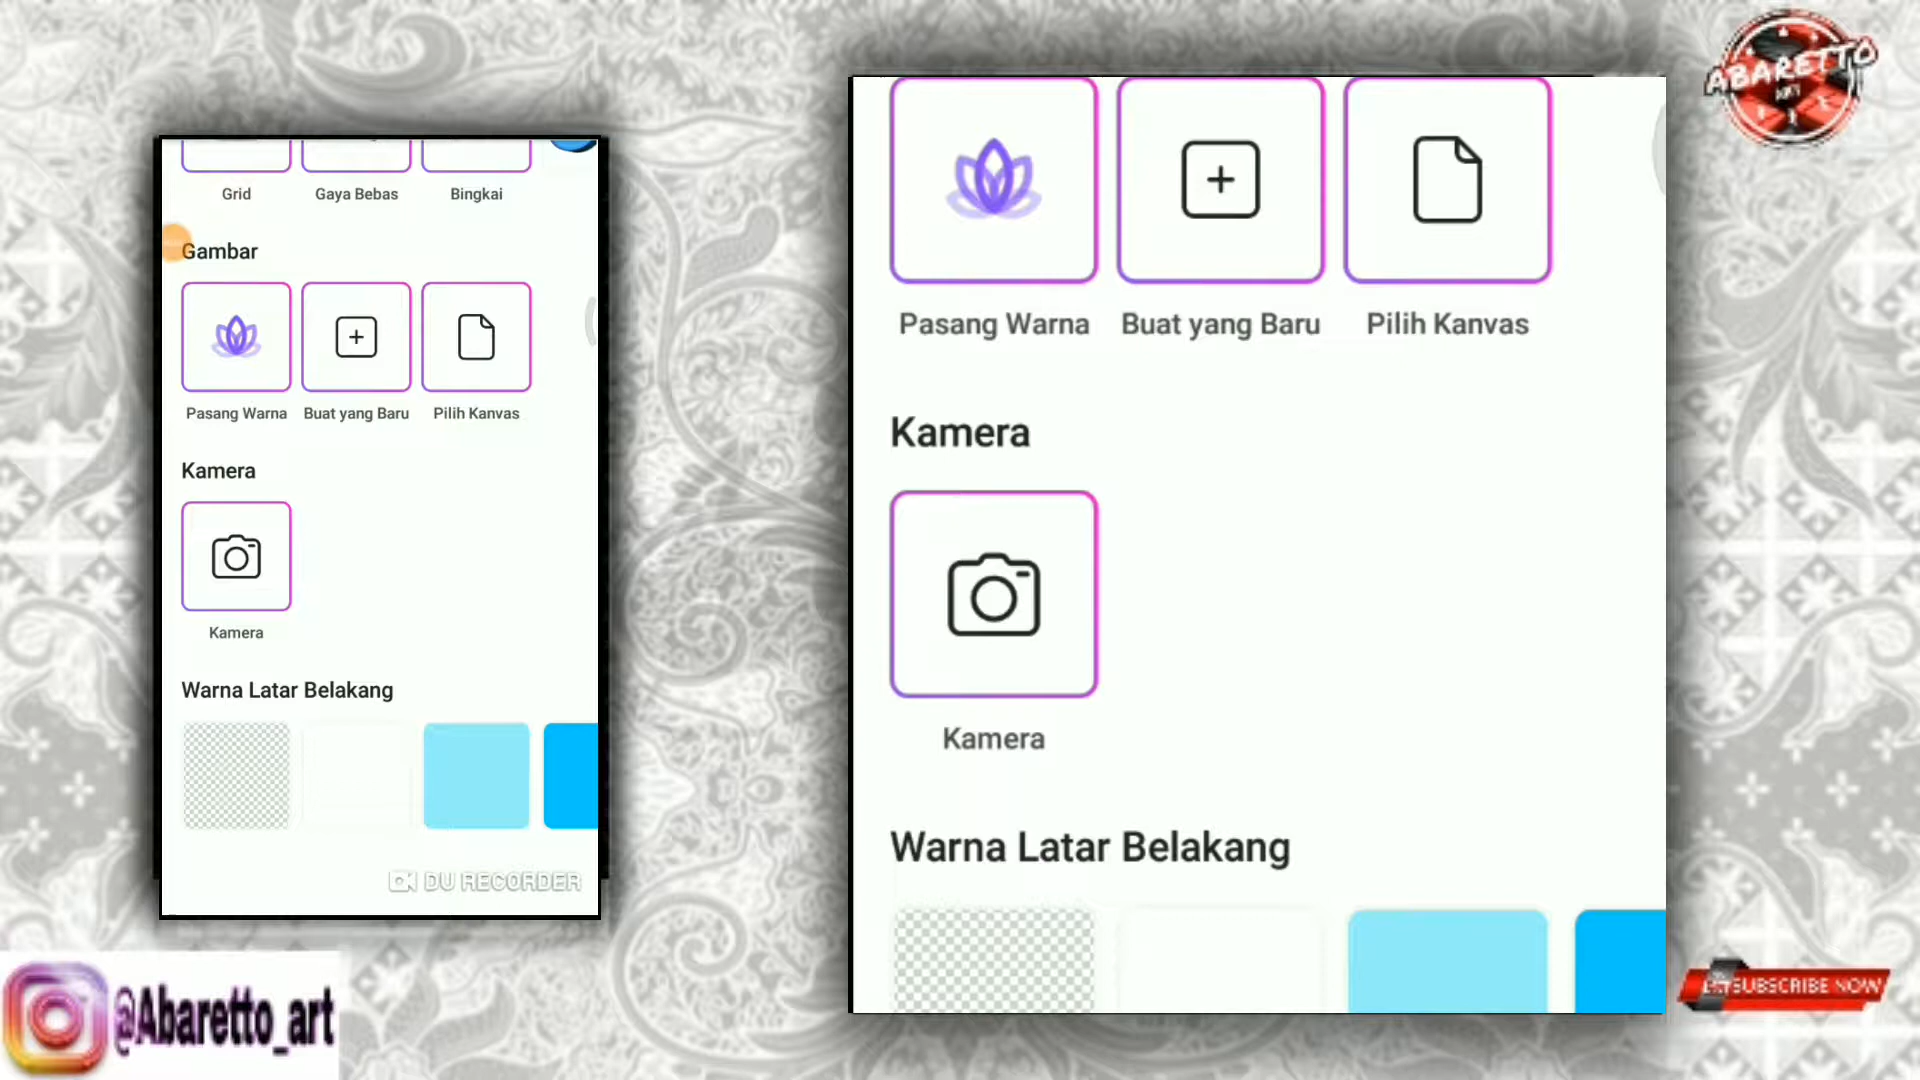 Grid
Gaya Bebas
Bingkai
Gambar
Pasang Warna
Buat yang Baru
Pilih Kanvas
Kamera
Kamera
Warna Latar Belakang
DU RECORDER
@Abaretto_art
Pasang Warna
Buat yang Baru
Pilih Kanvas
Kamera
Kamera
Warna Latar Belakang
ABARETTO
SUBSCRIBE NOW